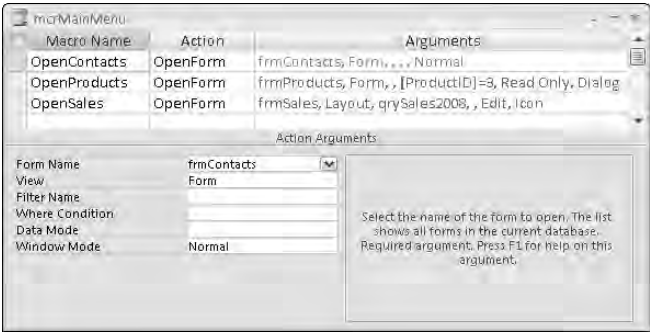 mcrMainMenu
Macro Name Action Arguments
OpenContacts OpenForm frmContacts, Form, , , , Normal
OpenProducts OpenForm frmProducts, Form, , [ProductID]=3, Read Only, Dialog
OpenSales OpenForm frmSales, Layout, qrySales2008, , Edit, Icon
Action Arguments
Form Name frmContacts
View Form
Filter Name
Where Condition
Data Mode
Window Mode Normal
Select the name of the form to open. The list
shows all forms in the current database.
Required argument. Press F1 for help on this
argument.